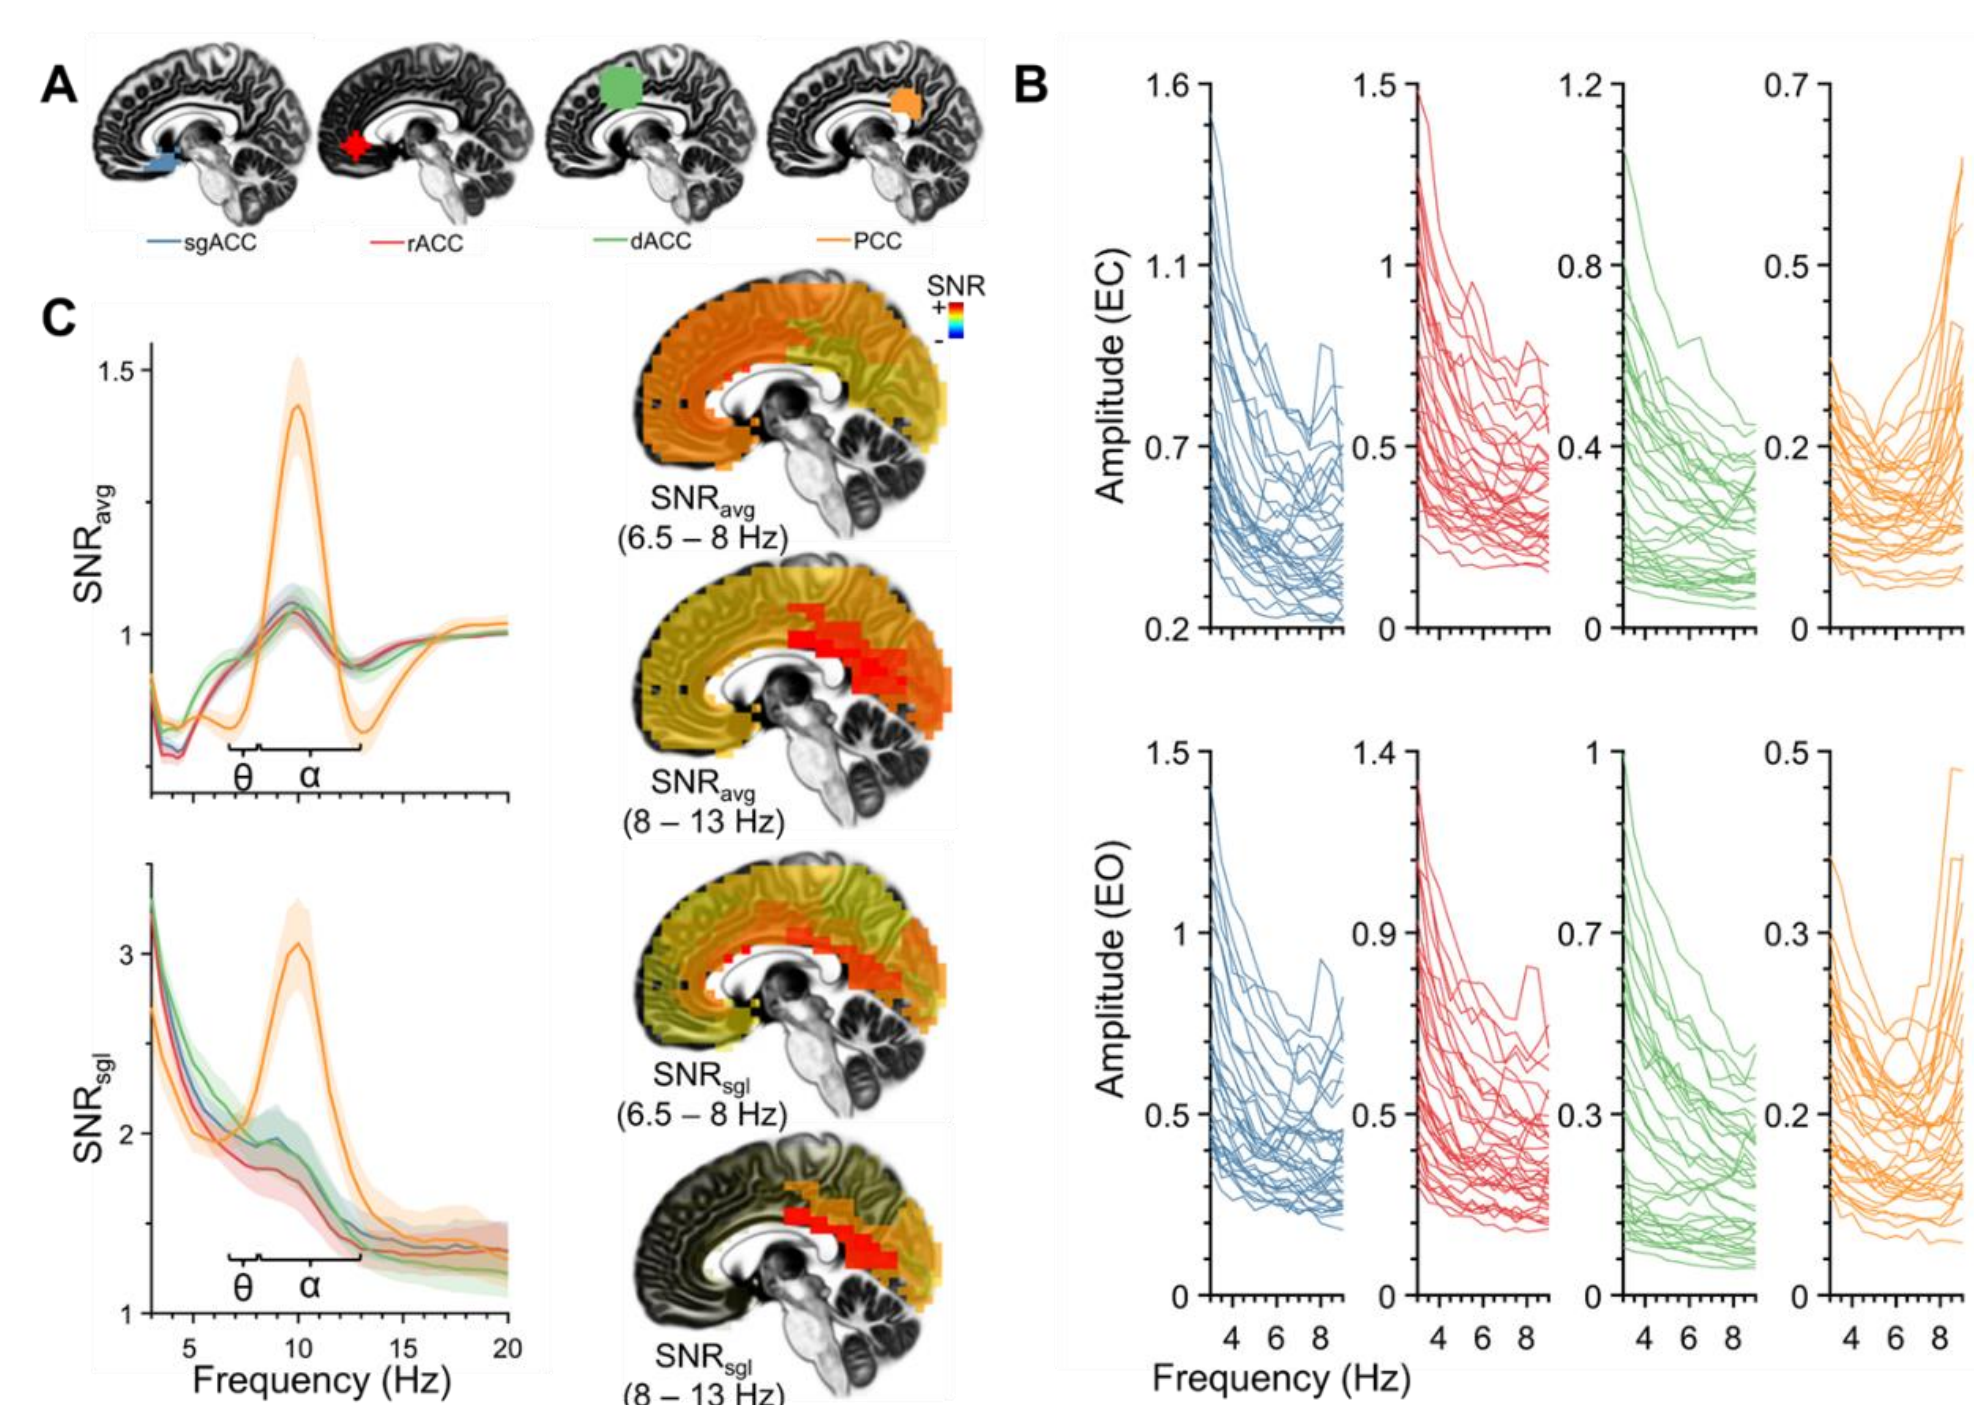 A
sgACC
rACC
dACC
PCC
B
1.6
1.1
0.7
0.2
Amplitude (EC)
1.5
1
0.5
0
1.2
0.8
0.4
0
0.7
0.5
0.2
0
C
1.5
1
SNRavg
θ
α
SNR
+
-
SNRavg
(6.5 – 8 Hz)
SNRavg
(8 – 13 Hz)
3
2
1
SNRsgl
θ
α
5
10
15
20
Frequency (Hz)
SNRsgl
(6.5 – 8 Hz)
SNRsgl
(8 – 13 Hz)
1.5
1
0.5
0
Amplitude (EO)
1.4
0.9
0.5
0
1
0.7
0.3
0
0.5
0.3
0.2
0
4 6 8
4 6 8
4 6 8
4 6 8
Frequency (Hz)